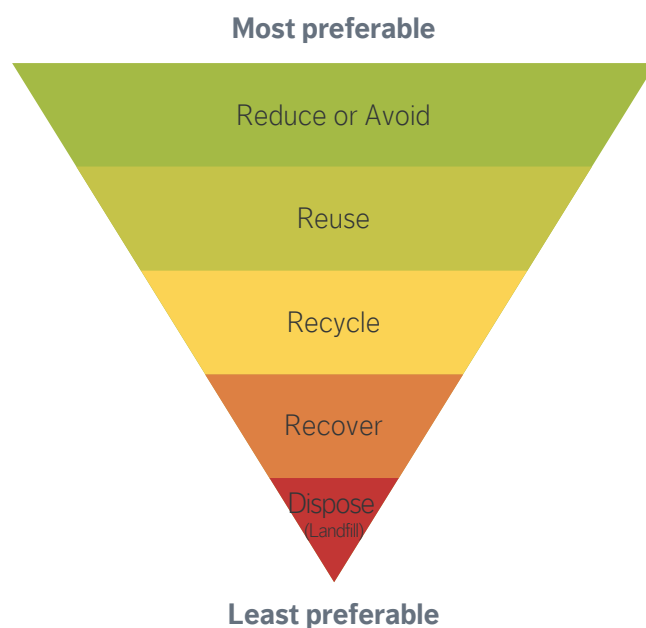 Most preferable
Reduce or Avoid
Reuse
Recycle
Recover
Dispose
(Landfill)
Least preferable